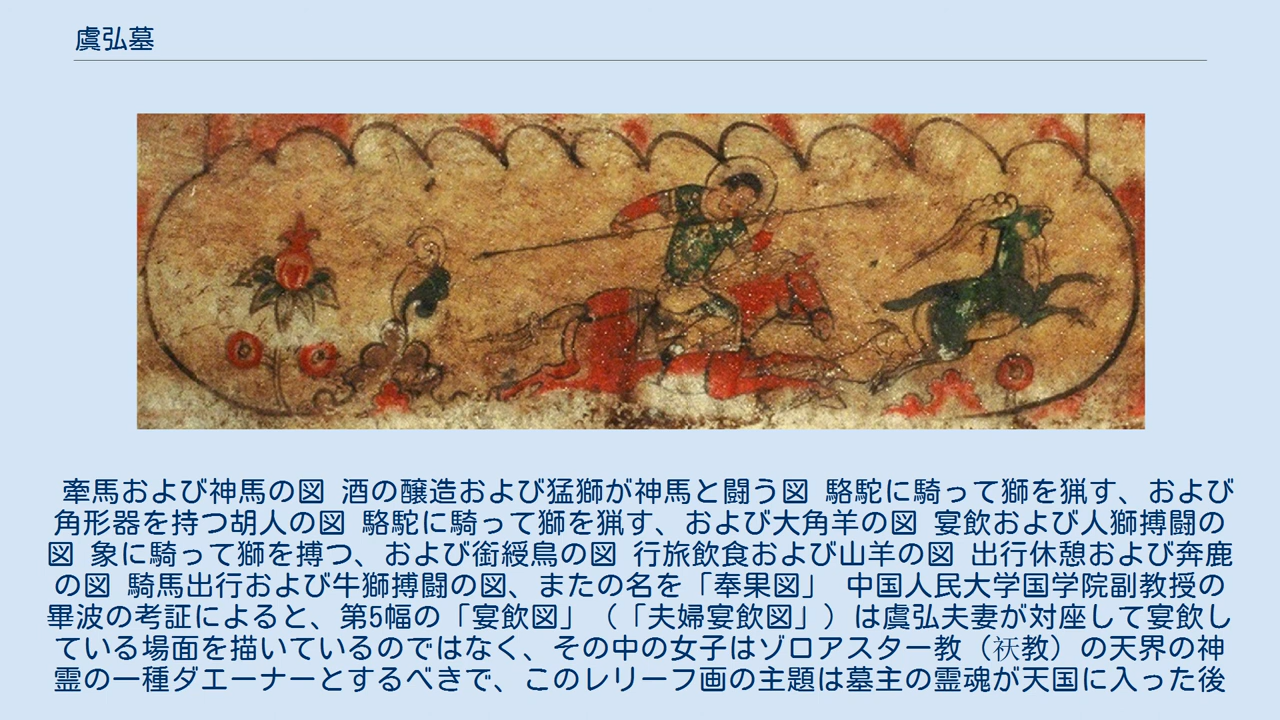 虞弘墓
牽馬および神馬の図 酒の醸造および猛獅が神馬と闘う図 駱駝に騎って獅を猟す、および
角形器を持つ胡人の図 駱駝に騎って獅を猟す、および大角羊の図 宴飲および人獅搏闘の
図 象に騎って獅を搏つ、および銜綬鳥の図 行旅飲食および山羊の図 出行休憩および奔鹿
の図 騎馬出行および牛獅搏闘の図、またの名を「奉果図」 中国人民大学国学院副教授の
畢波の考証によると、第5幅の「宴飲図」（「夫婦宴飲図」）は虞弘夫妻が対座して宴飲し
ている場面を描いているのではなく、その中の女子はゾロアスター教（祆教）の天界の神
霊の一種ダエーナーとするべきで、このレリーフ画の主題は墓主の霊魂が天国に入った後